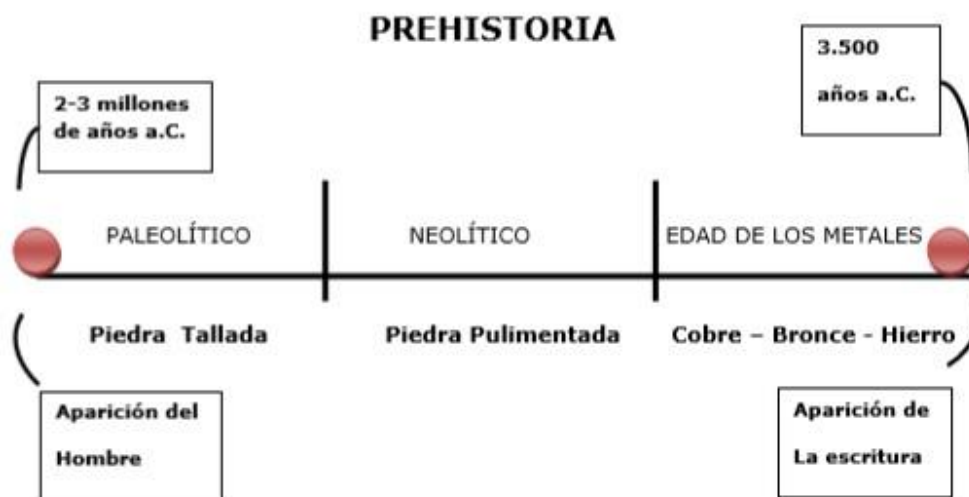 PREHISTORIA
2-3 millones
de años a.C.
3.500
años a.C.
PALEOLÍTICO
NEOLÍTICO
EDAD DE LOS METALES
Piedra Tallada
Piedra Pulimentada
Cobre – Bronce - Hierro
Aparición del
Hombre
Aparición de
La escritura